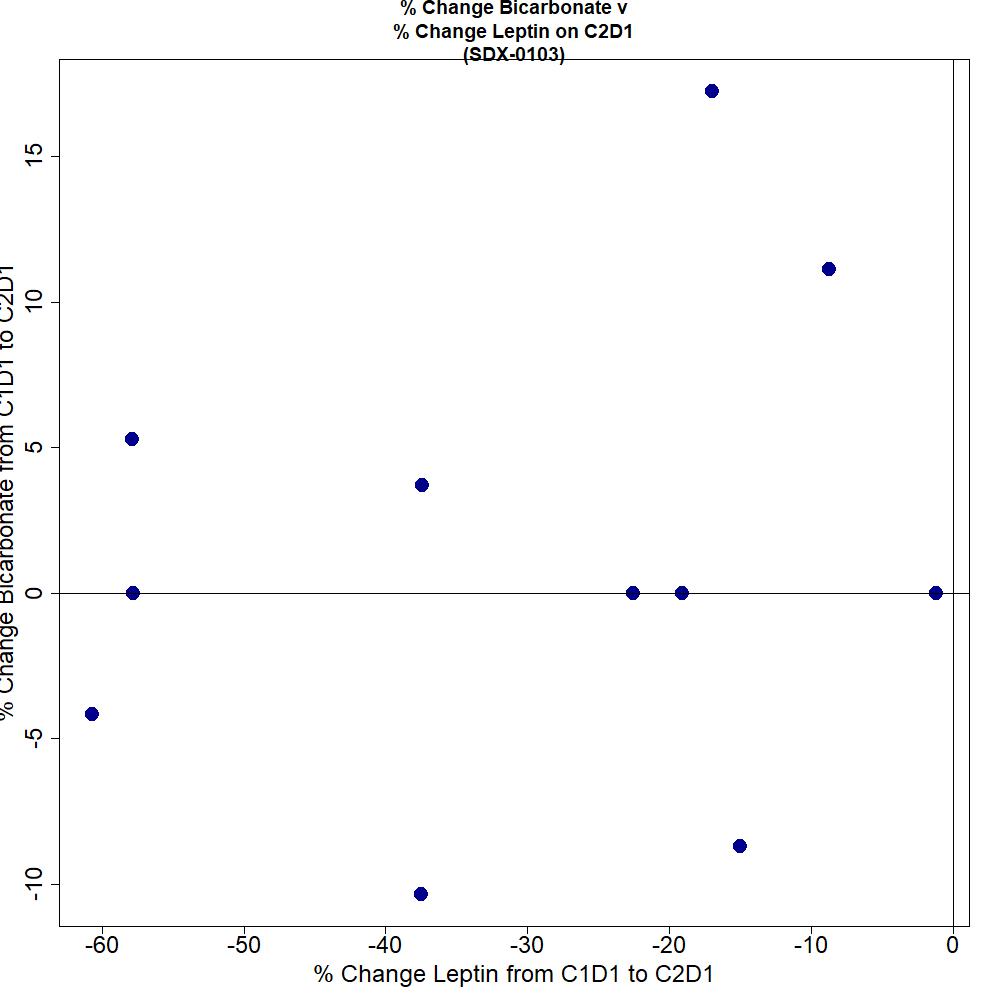 % Change Bicarbonate v
% Change Leptin on C2D1
(SDX-0103)
% Change Bicarbonate from C1D1 to C2D1
15
10
5
0
-5
-10
-60
-50
-40
-30
-20
-10
0
% Change Leptin from C1D1 to C2D1